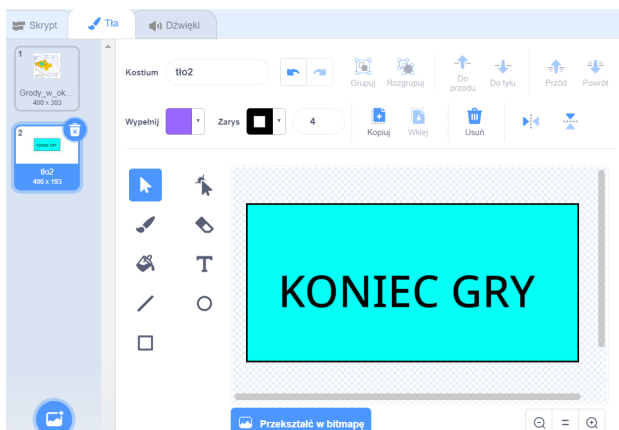 Skrypt
Tła
Dźwięki
1
Grody_w_ok...
400 x 383
2
KONIEC GRY
tło2
406 x 193
Kostium
tło2
Grupuj
Rozgrupuj
Do przodu
Do tyłu
Przód
Powrót
Wypełnij
Zarys
4
Kopiuj
Wklej
Usuń
T
KONIEC GRY
Przekształć w bitmapę
=